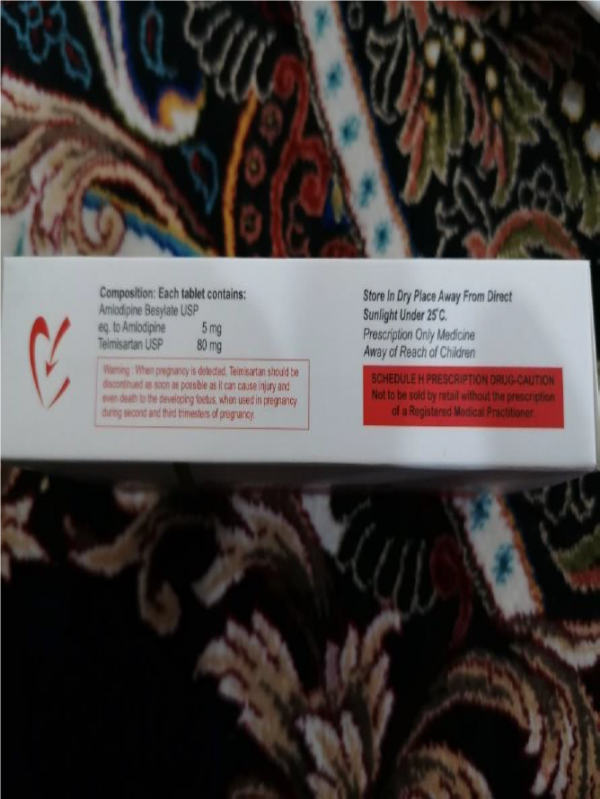 Composition: Each tablet contains:
Amlodipine Besylate USP
eq. to Amlodipine 5 mg
Telmisartan USP 80 mg
Warning : When pregnancy is detected, Telmisartan should be
discontinued as soon as possible as it can cause injury and
even death to the developing foetus, when used in pregnancy
during second and third trimesters of pregnancy.
Store In Dry Place Away From Direct
Sunlight Under 25°C.
Prescription Only Medicine
Away of Reach of Children
SCHEDULE H PRESCRIPTION DRUG-CAUTION
Not to be sold by retail without the prescription
of a Registered Medical Practitioner.